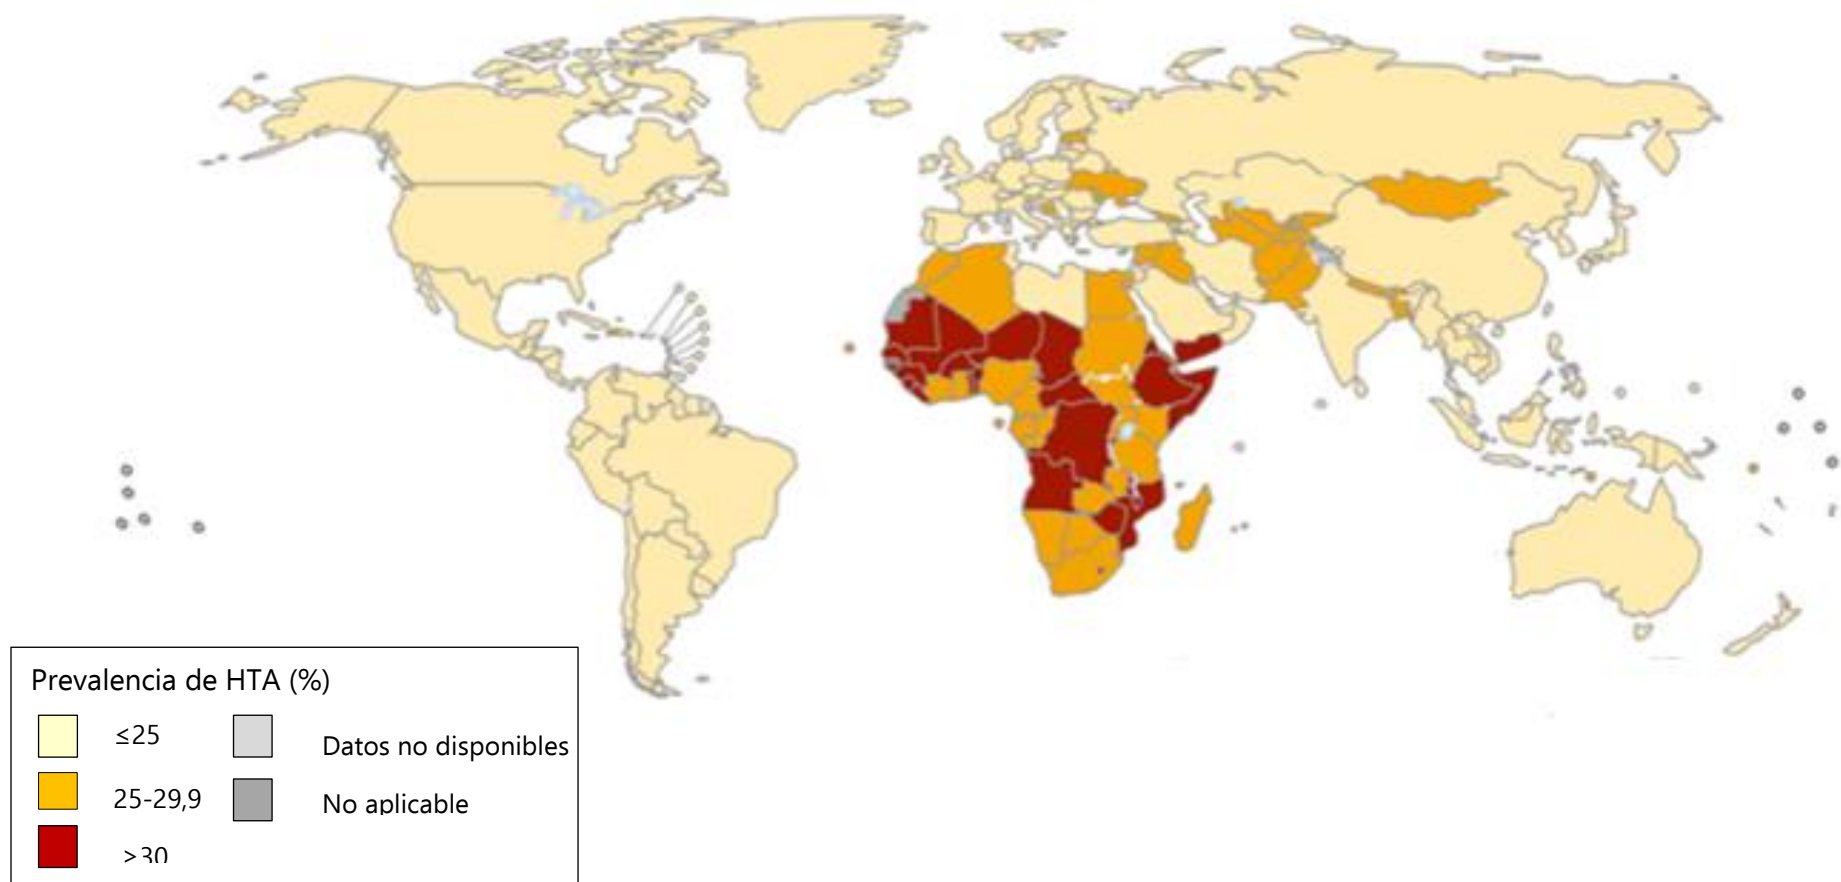 Prevalencia de HTA (%)
≤25
Datos no disponibles
25-29,9
No aplicable
>30